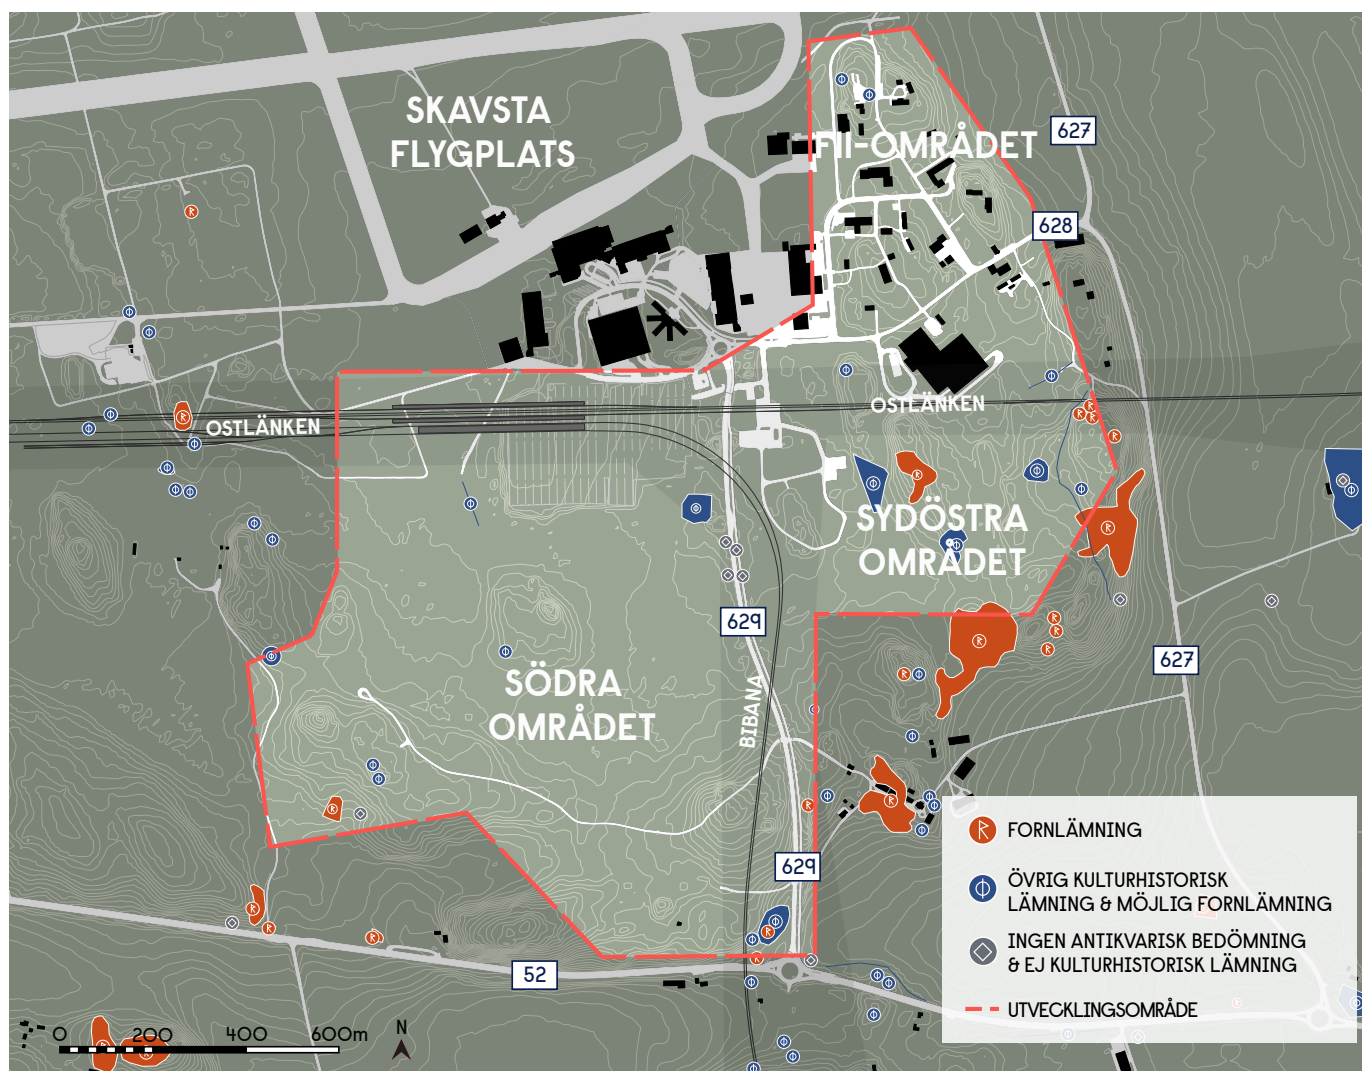 SKAVSTA
FLYGPLATS
F11-OMRÅDET
627
628
OSTLÄNKEN
OSTLÄNKEN
SYDÖSTRA
OMRÅDET
629
627
SÖDRA
OMRÅDET
BIBANA
629
52
FORNLÄMNING
ÖVRIG KULTURHISTORISK
LÄMNING & MÖJLIG FORNLÄMNING
INGEN ANTIKVARISK BEDÖMNING
& EJ KULTURHISTORISK LÄMNING
UTVECKLINGSOMRÅDE
0 200 400 600m
N